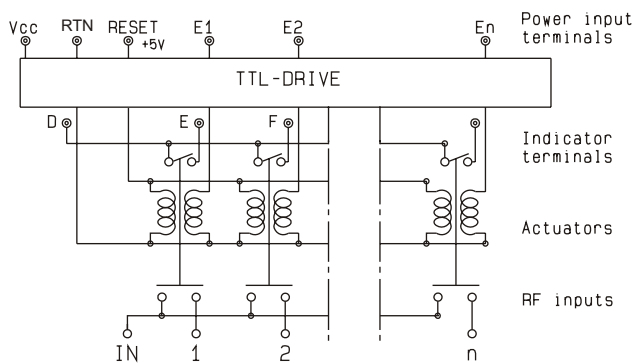 Vcc RTN RESET +5V E1 E2 En Power input terminals
TTL-DRIVE
D E F Indicator terminals
Actuators
RF inputs
IN 1 2 n